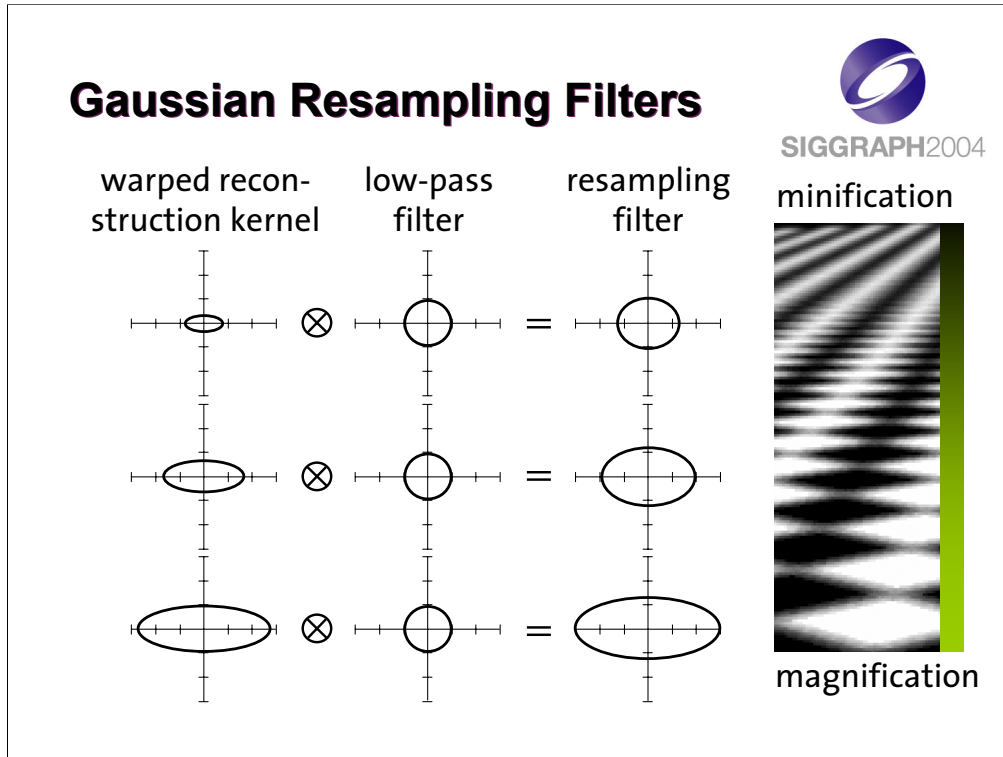 Gaussian Resampling Filters
SIGGRAPH2004
warped recon-
struction kernel
low-pass
filter
resampling
filter
minification
=
=
=
magnification